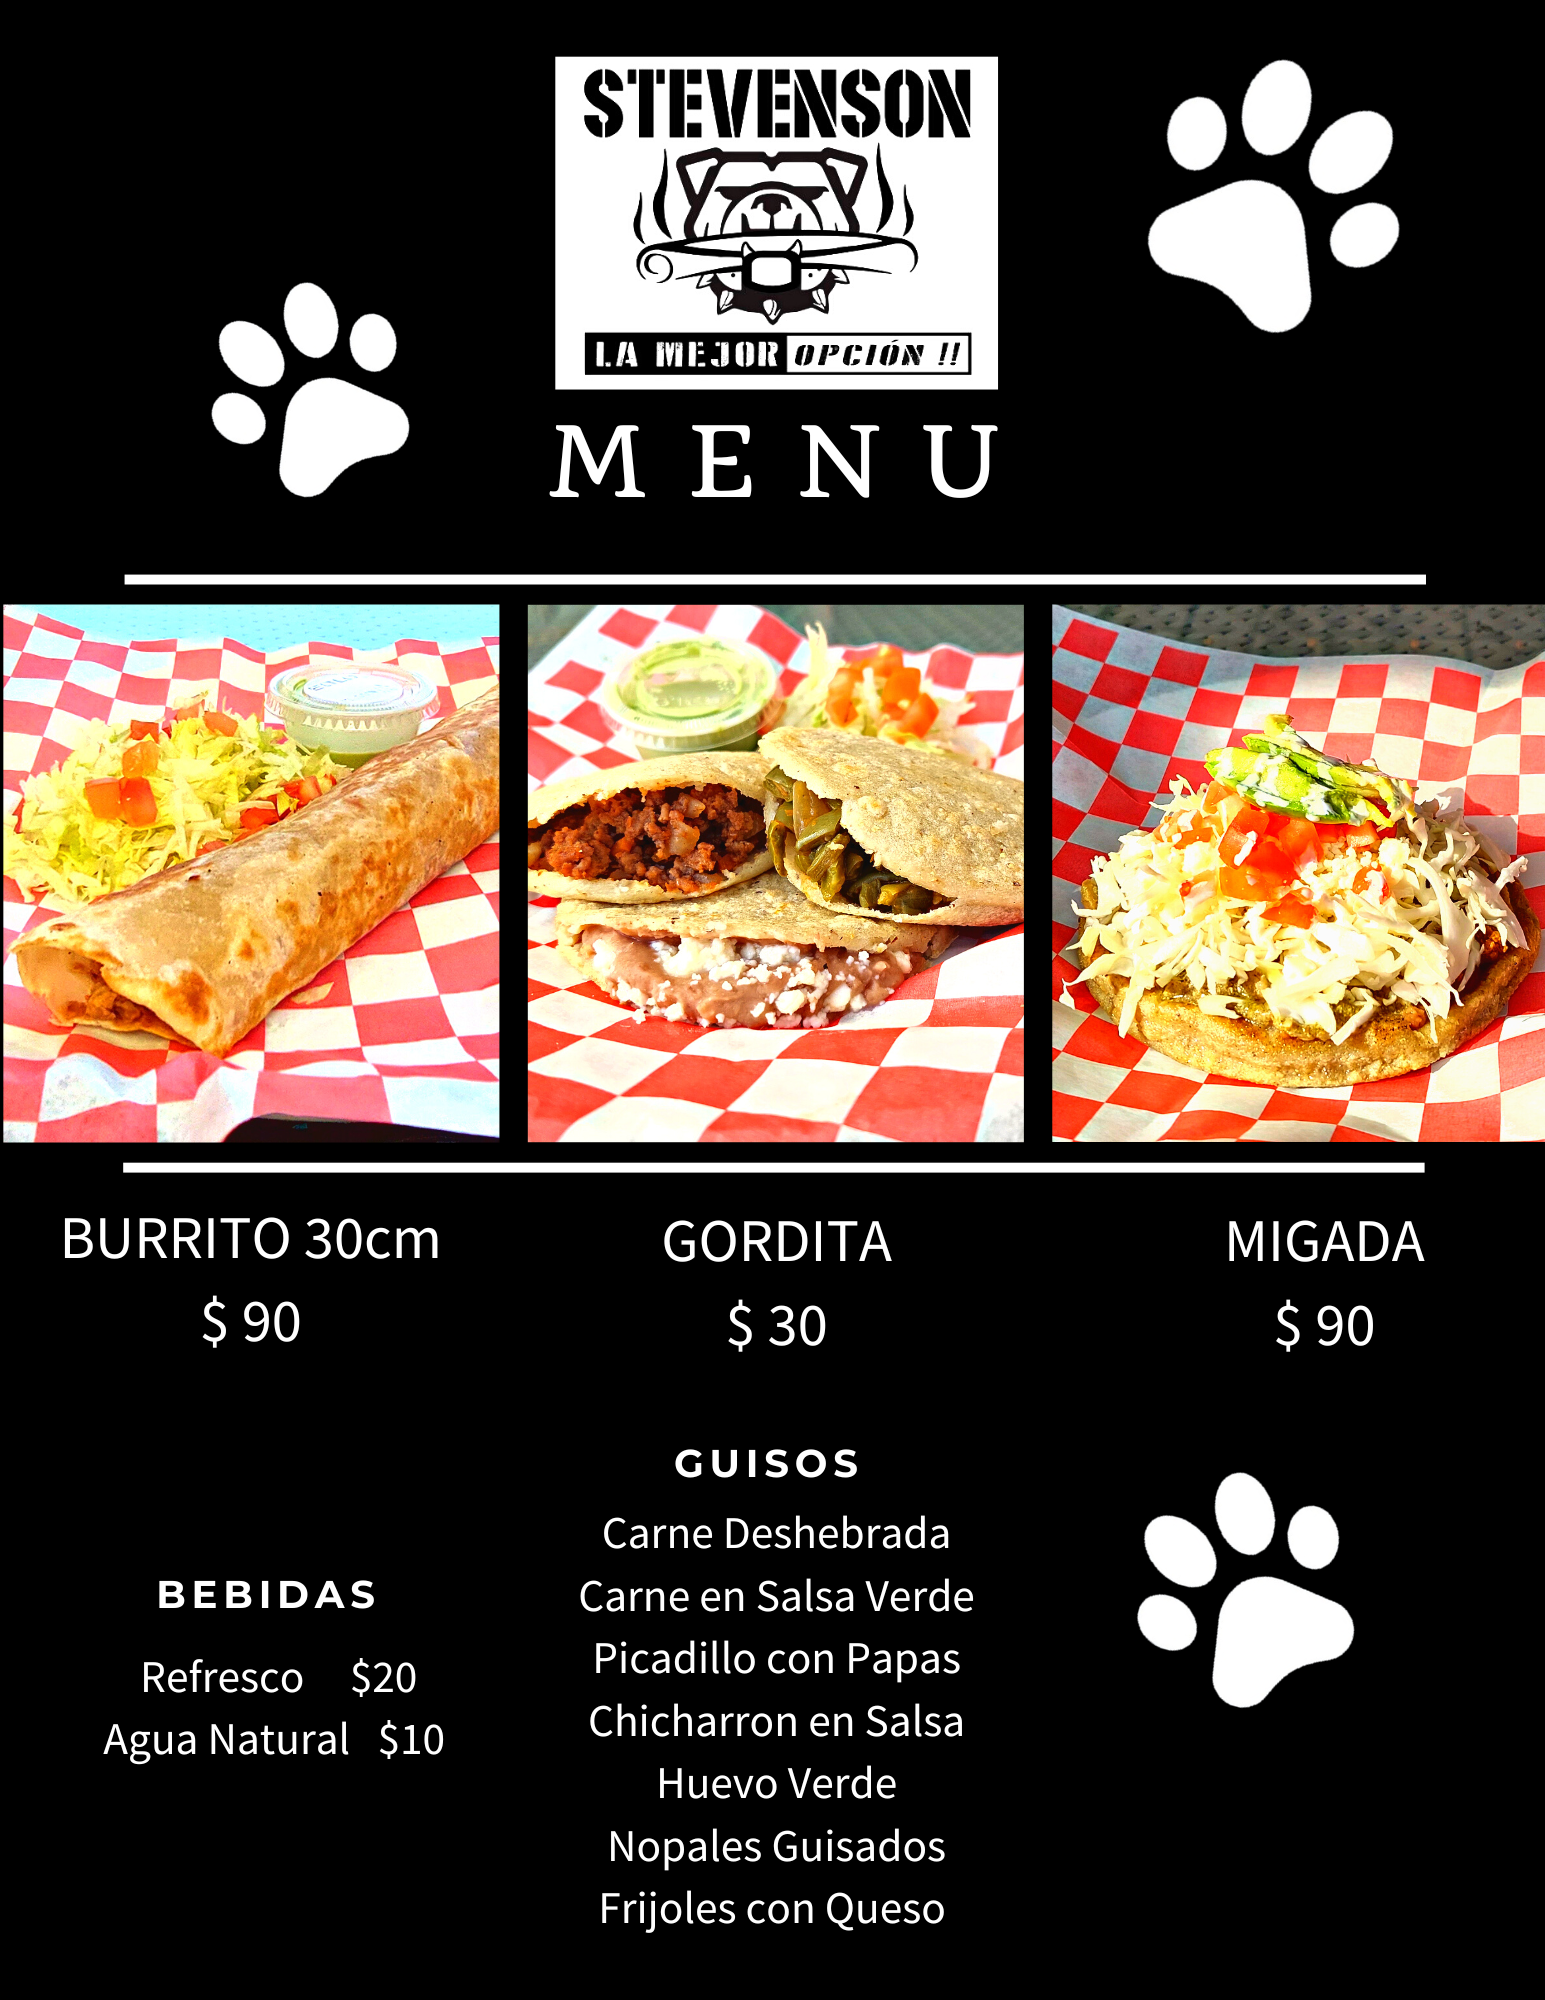 STEVENSON
LA MEJOR OPCIÓN !!
MENU
BURRITO 30cm
$ 90
GORDITA
$ 30
MIGADA
$ 90
GUISOS
Carne Deshebrada
Carne en Salsa Verde
Picadillo con Papas
Chicharron en Salsa
Huevo Verde
Nopales Guisados
Frijoles con Queso
BEBIDAS
Refresco $20
Agua Natural $10